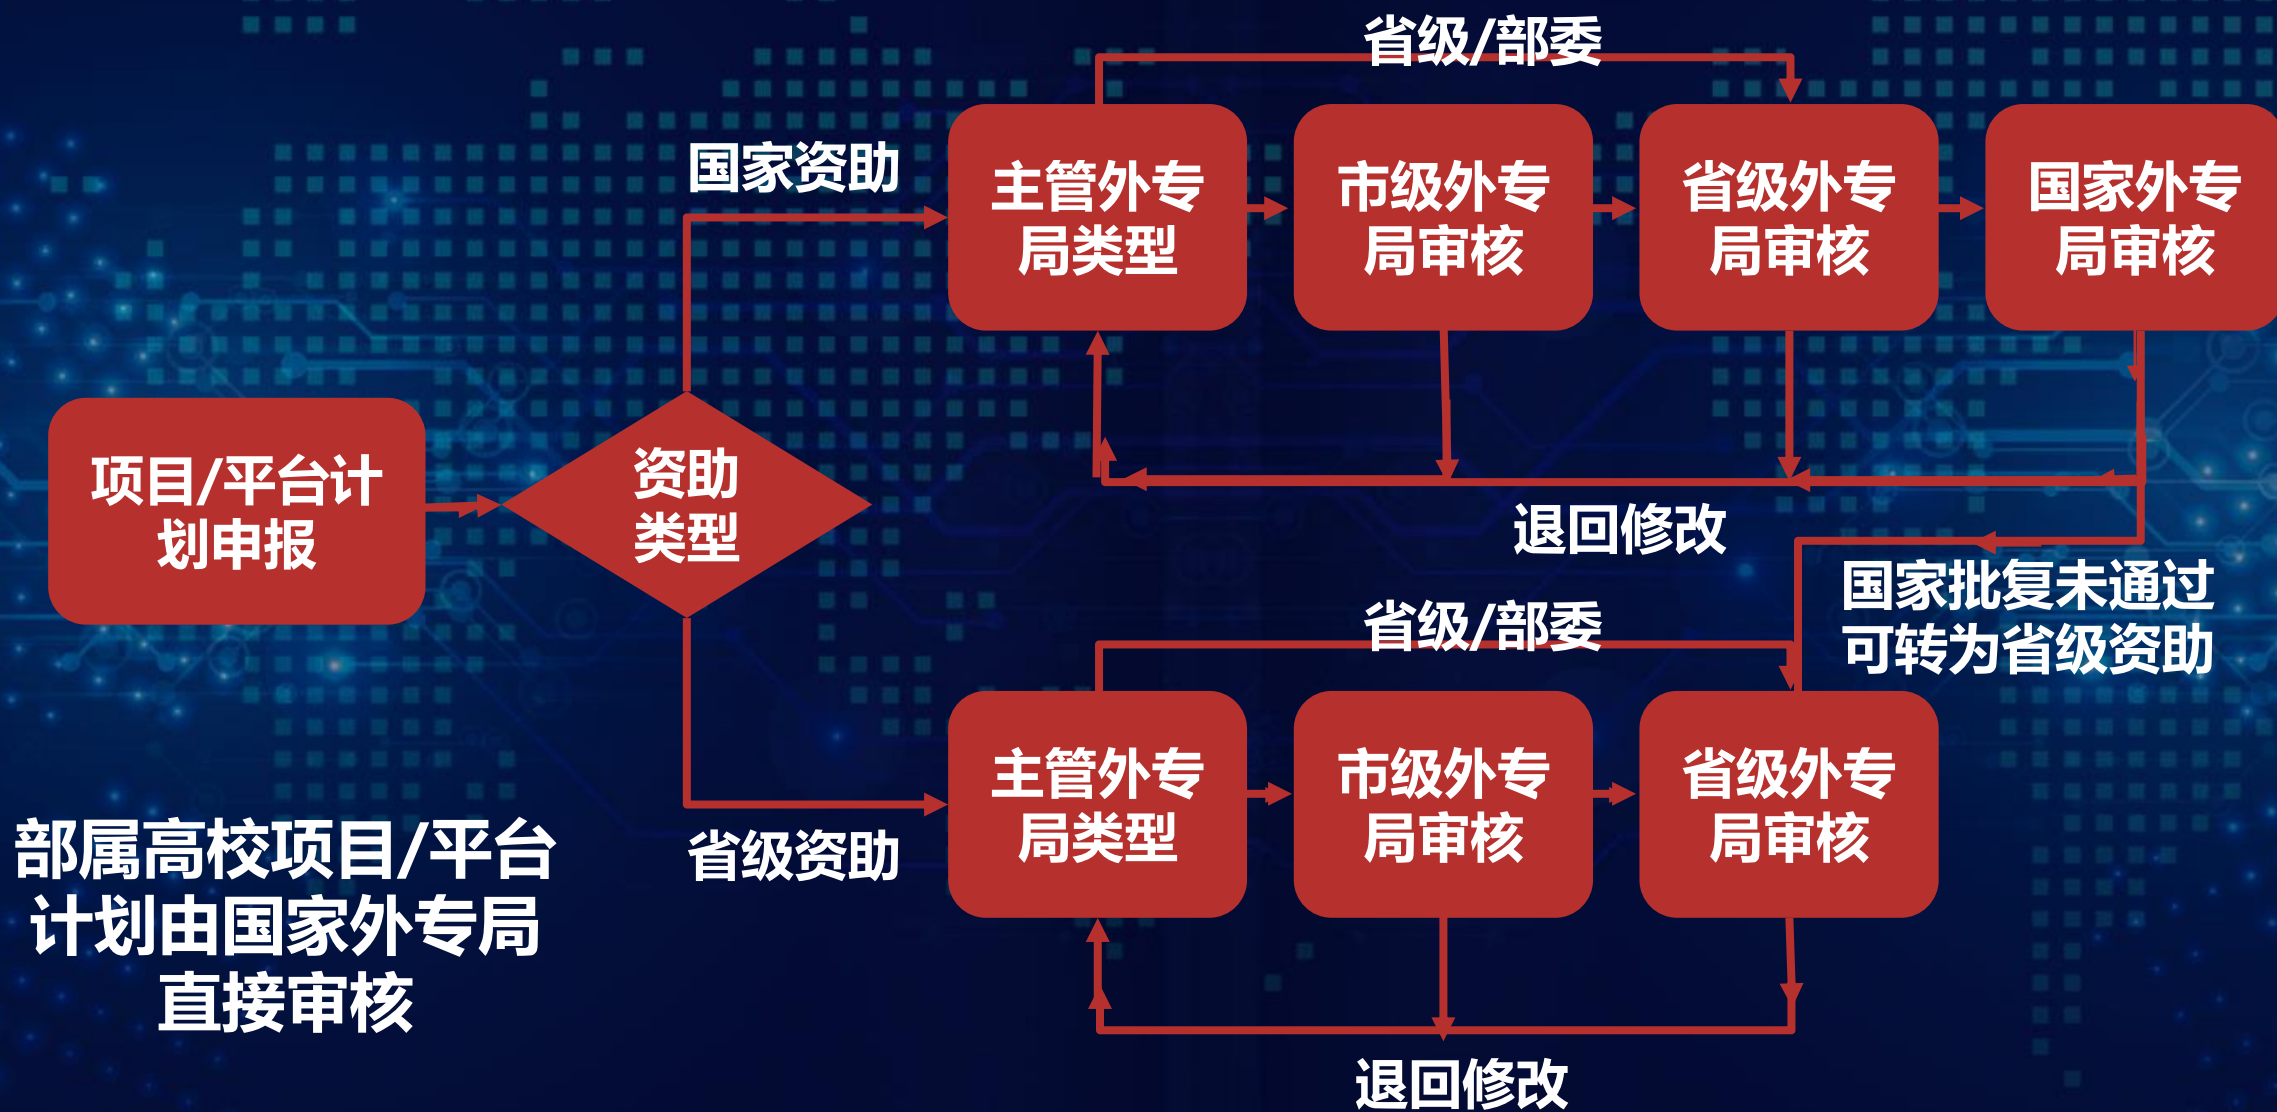 省级/部委
国家资助
主管外专
局类型
市级外专
局审核
省级外专
局审核
国家外专
局审核
项目/平台计
划申报
资助
类型
退回修改
国家批复未通过
可转为省级资助
省级/部委
主管外专
局类型
市级外专
局审核
省级外专
局审核
省级资助
部属高校项目/平台
计划由国家外专局
直接审核
退回修改